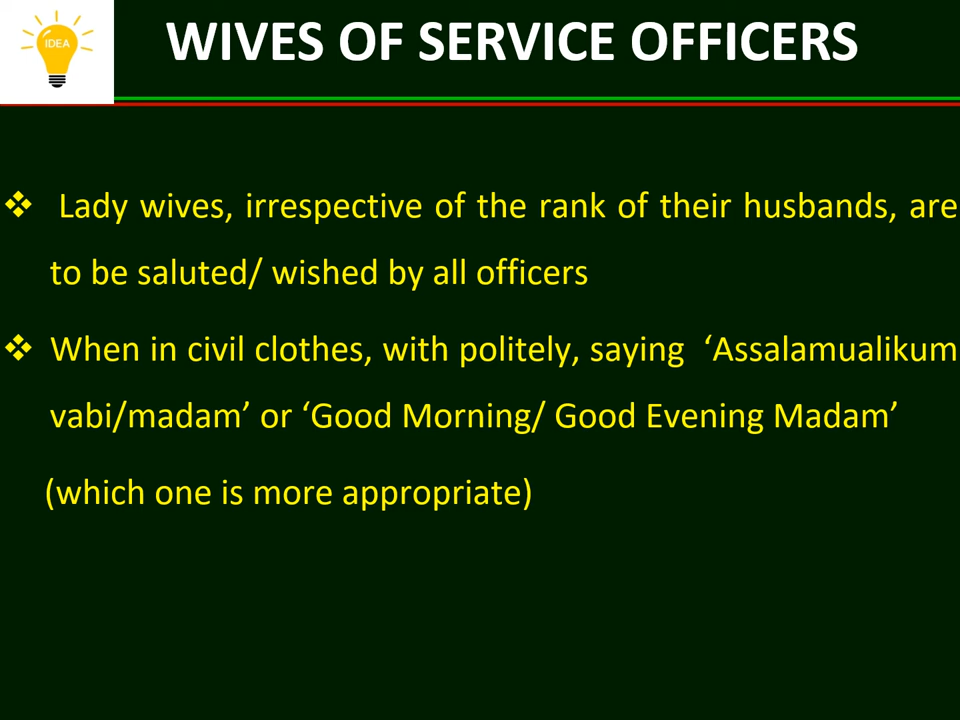 IDEA
WIVES OF SERVICE OFFICERS
❖ Lady wives, irrespective of the rank of their husbands, are
to be saluted/ wished by all officers
❖ When in civil clothes, with politely, saying ‘Assalamualikum
vabi/madam’ or ‘Good Morning/ Good Evening Madam’
(which one is more appropriate)